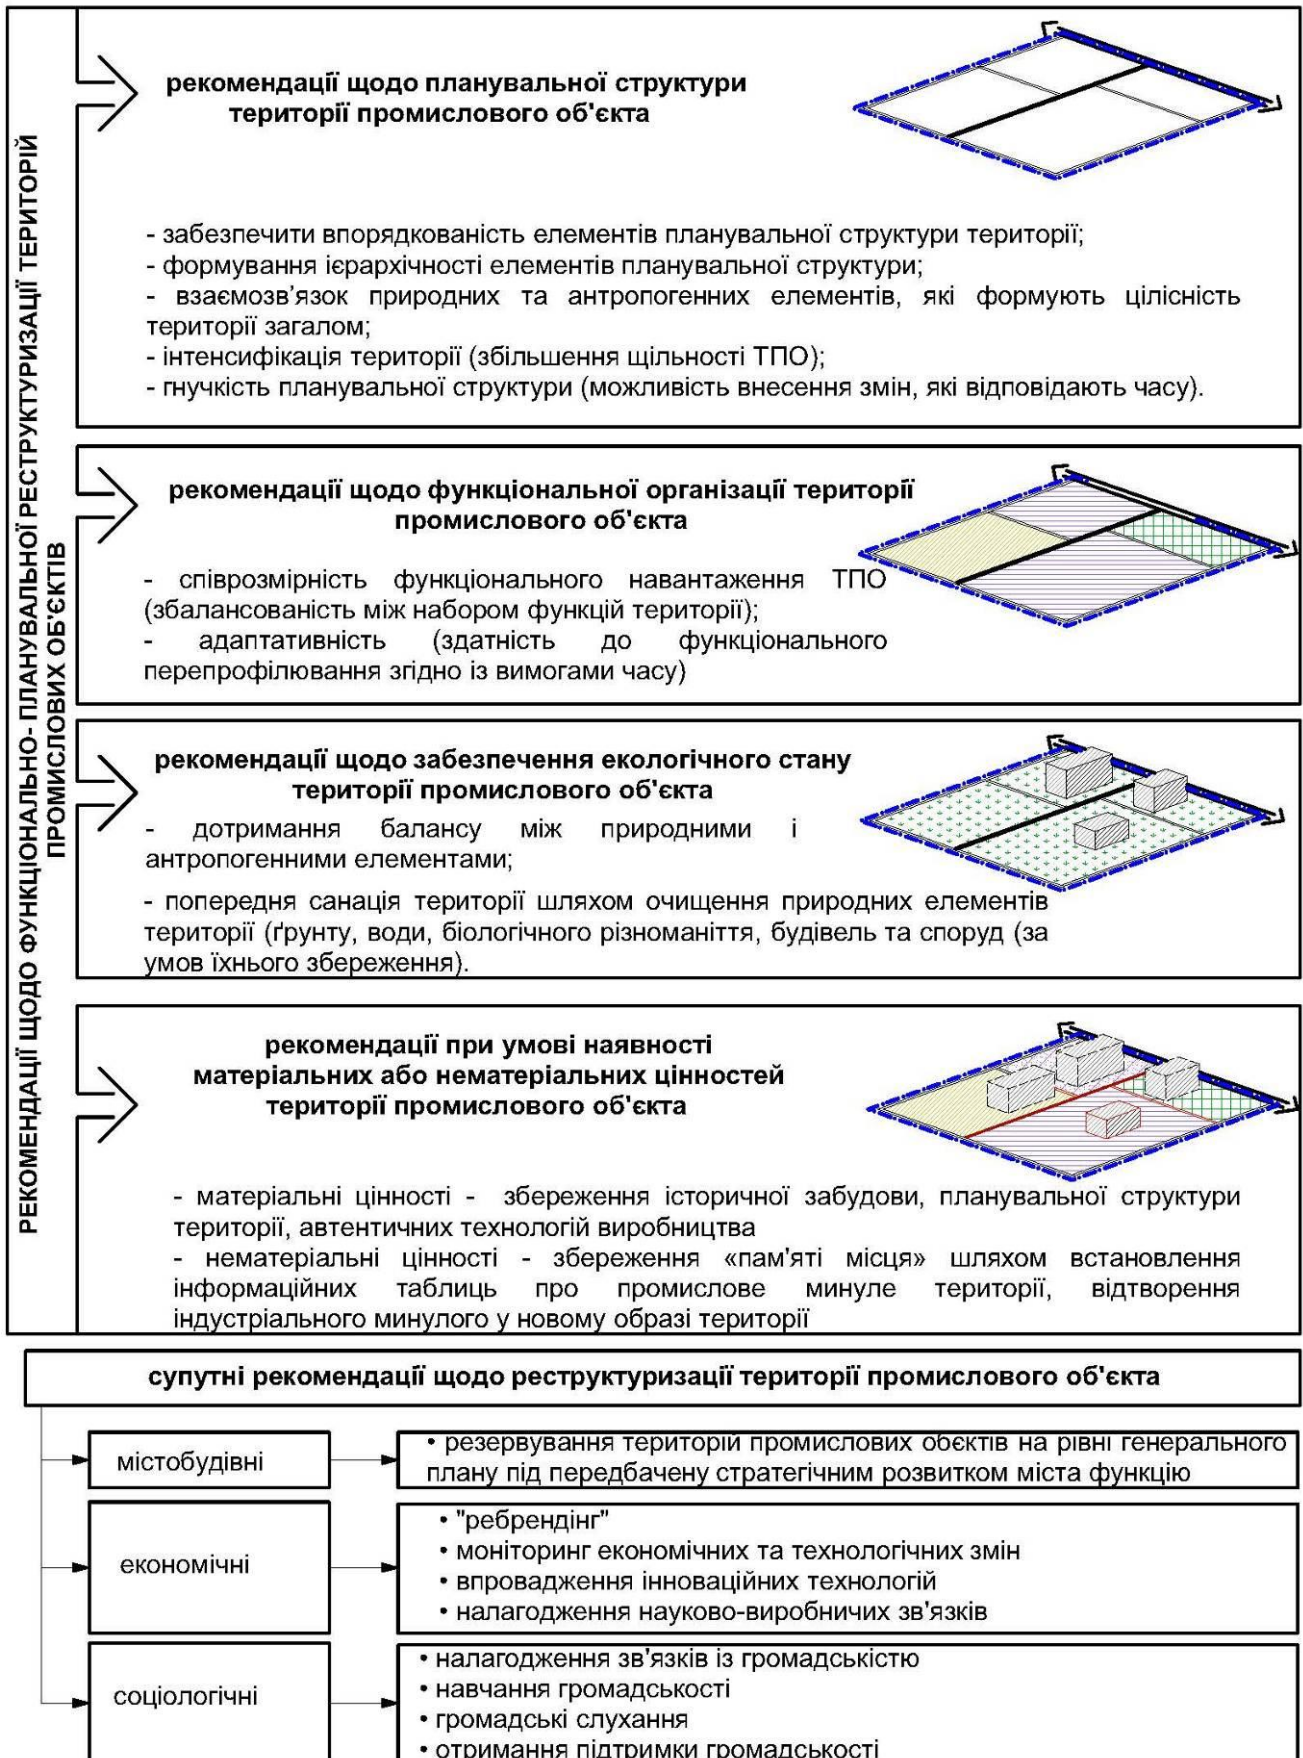 РЕКОМЕНДАЦІЇ ЩОДО ФУНКЦІОНАЛЬНО- ПЛАНУВАЛЬНОЇ РЕСТРУКТУРИЗАЦІЇ ТЕРИТОРІЙ
ПРОМИСЛОВИХ ОБ'ЄКТІВ
рекомендації щодо планувальної структури
території промислового об'єкта
- забезпечити впорядкованість елементів планувальної структури території;
- формування ієрархічності елементів планувальної структури;
- взаємозв'язок природних та антропогенних елементів, які формують цілісність
території загалом;
- інтенсифікація території (збільшення щільності ТПО);
- гнучкість планувальної структури (можливість внесення змін, які відповідають часу).
рекомендації щодо функціональної організації території
промислового об'єкта
- співрозмірність функціонального навантаження ТПО
(збалансованість між набором функцій території);
- адаптативність (здатність до функціонального
перепрофілювання згідно із вимогами часу)
рекомендації щодо забезпечення екологічного стану
території промислового об'єкта
- дотримання балансу між природними і
антропогенними елементами;
- попередня санація території шляхом очищення природних елементів
території (ґрунту, води, біологічного різноманіття, будівель та споруд (за
умов їхнього збереження).
рекомендації при умові наявності
матеріальних або нематеріальних цінностей
території промислового об'єкта
- матеріальні цінності - збереження історичної забудови, планувальної структури
території, автентичних технологій виробництва
- нематеріальні цінності - збереження «пам'яті місця» шляхом встановлення
інформаційних таблиць про промислове минуле території, відтворення
індустріального минулого у новому образі території
супутні рекомендації щодо реструктуризації території промислового об'єкта
містобудівні
• резервування територій промислових обєктів на рівні генерального
плану під передбачену стратегічним розвитком міста функцію
економічні
• "ребрендінг"
• моніторинг економічних та технологічних змін
• впровадження інноваційних технологій
• налагодження науково-виробничих зв'язків
соціологічні
• налагодження зв'язків із громадськістю
• навчання громадськості
• громадські слухання
• отримання підтримки громадськості